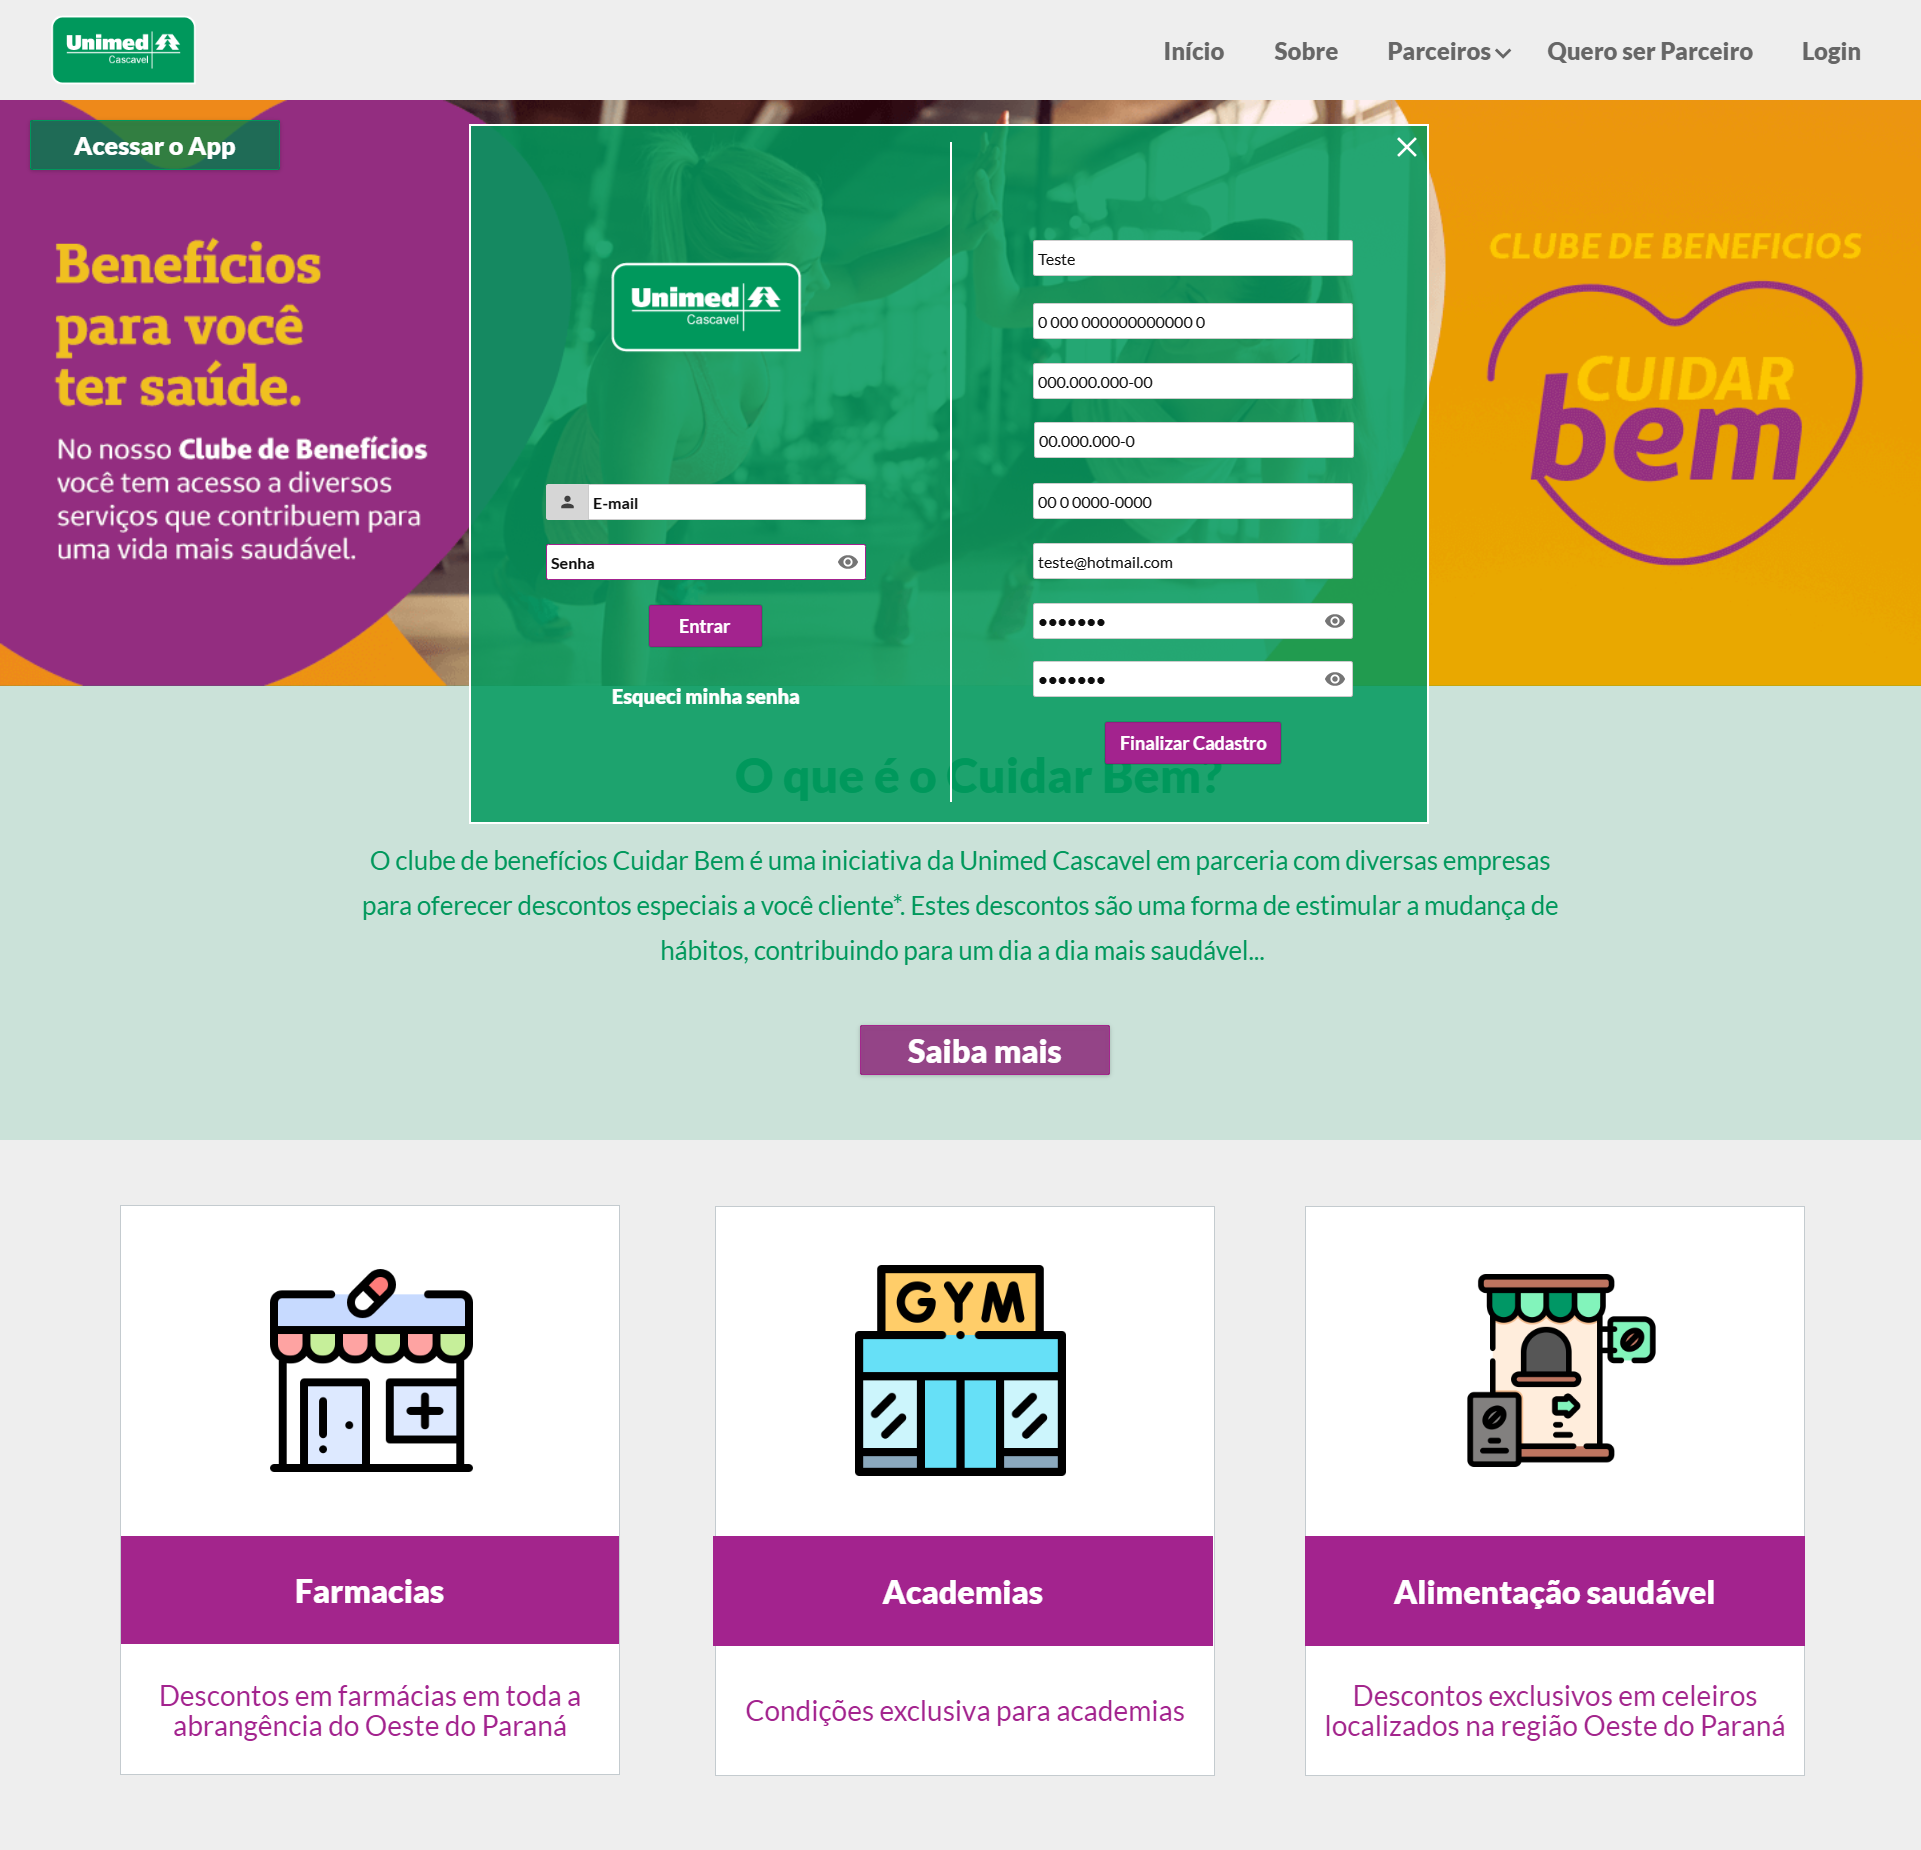 Unimed
Cascavel
Início
Sobre
Parceiros
Quero ser Parceiro
Login
Acessar o App
Benefícios
para você
ter saúde.
No nosso Clube de Benefícios
você tem acesso a diversos
serviços que contribuem para
uma vida mais saudável.
Unimed
Cascavel
E-mail
Senha
Entrar
Esqueci minha senha
Teste
0 000 000000000000 0
000.000.000-00
00.000.000-0
00 0 0000-0000
teste@hotmail.com
•••••••
•••••••
Finalizar Cadastro
CLUBE DE BENEFICIOS
CUIDAR
bem
O que é o Cuidar Bem?
O clube de benefícios Cuidar Bem é uma iniciativa da Unimed Cascavel em parceria com diversas empresas
para oferecer descontos especiais a você cliente*. Estes descontos são uma forma de estimular a mudança de
hábitos, contribuindo para um dia a dia mais saudável...
Saiba mais
Farmacias
Descontos em farmácias em toda a
abrangência do Oeste do Paraná
GYM
Academias
Condições exclusiva para academias
Alimentação saudável
Descontos exclusivos em celeiros
localizados na região Oeste do Paraná